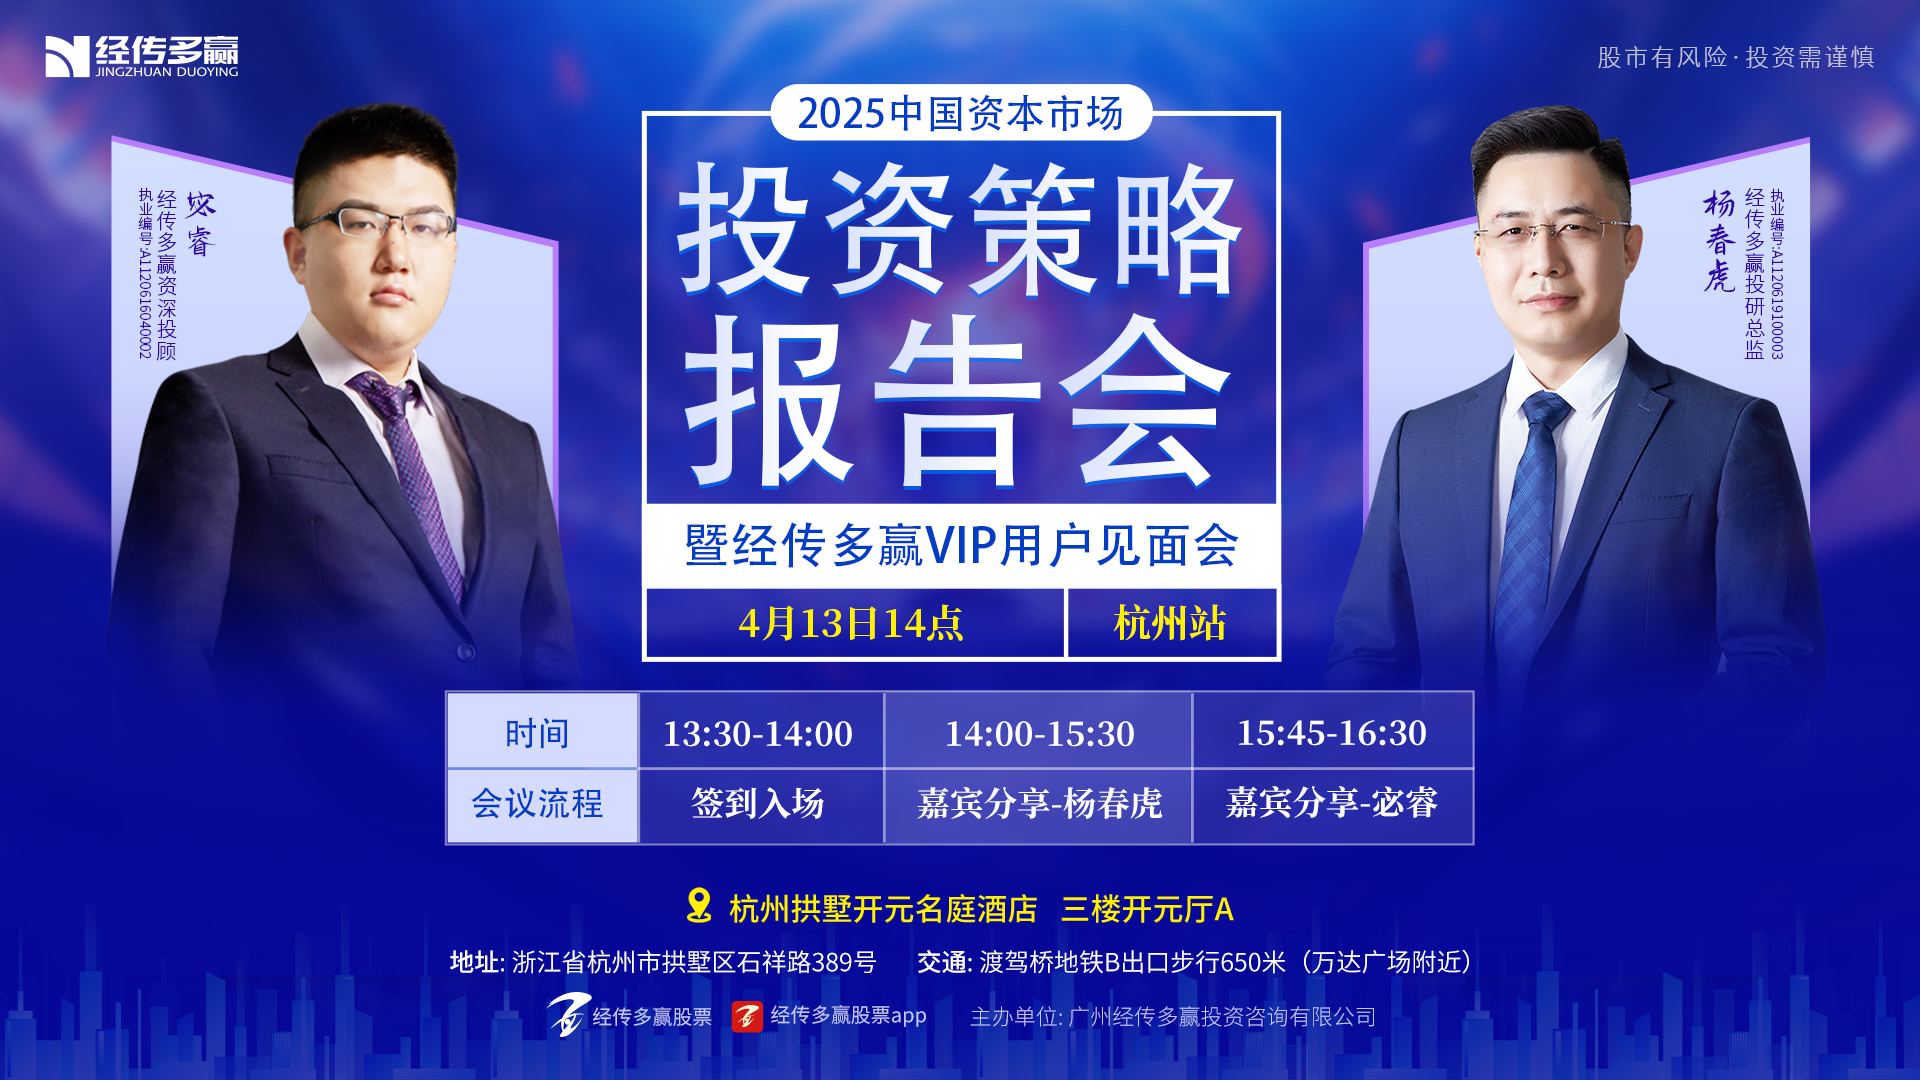 经传多赢
JINGZHUAN DUOYING
股市有风险·投资需谨慎
2025中国资本市场
投资策略
报告会
暨经传多赢VIP用户见面会
4月13日14点
杭州站
宓睿
经传多赢资深投顾
执业编号:A1120616040002
杨春虎
经传多赢投研总监
执业编号:A1120619100003
时间
13:30-14:00
14:00-15:30
15:45-16:30
会议流程
签到入场
嘉宾分享-杨春虎
嘉宾分享-宓睿
杭州拱墅开元名庭酒店 三楼开元厅A
地址: 浙江省杭州市拱墅区石祥路389号 交通: 渡驾桥地铁B出口步行650米（万达广场附近）
经传多赢股票 经传多赢股票app 主办单位: 广州经传多赢投资咨询有限公司